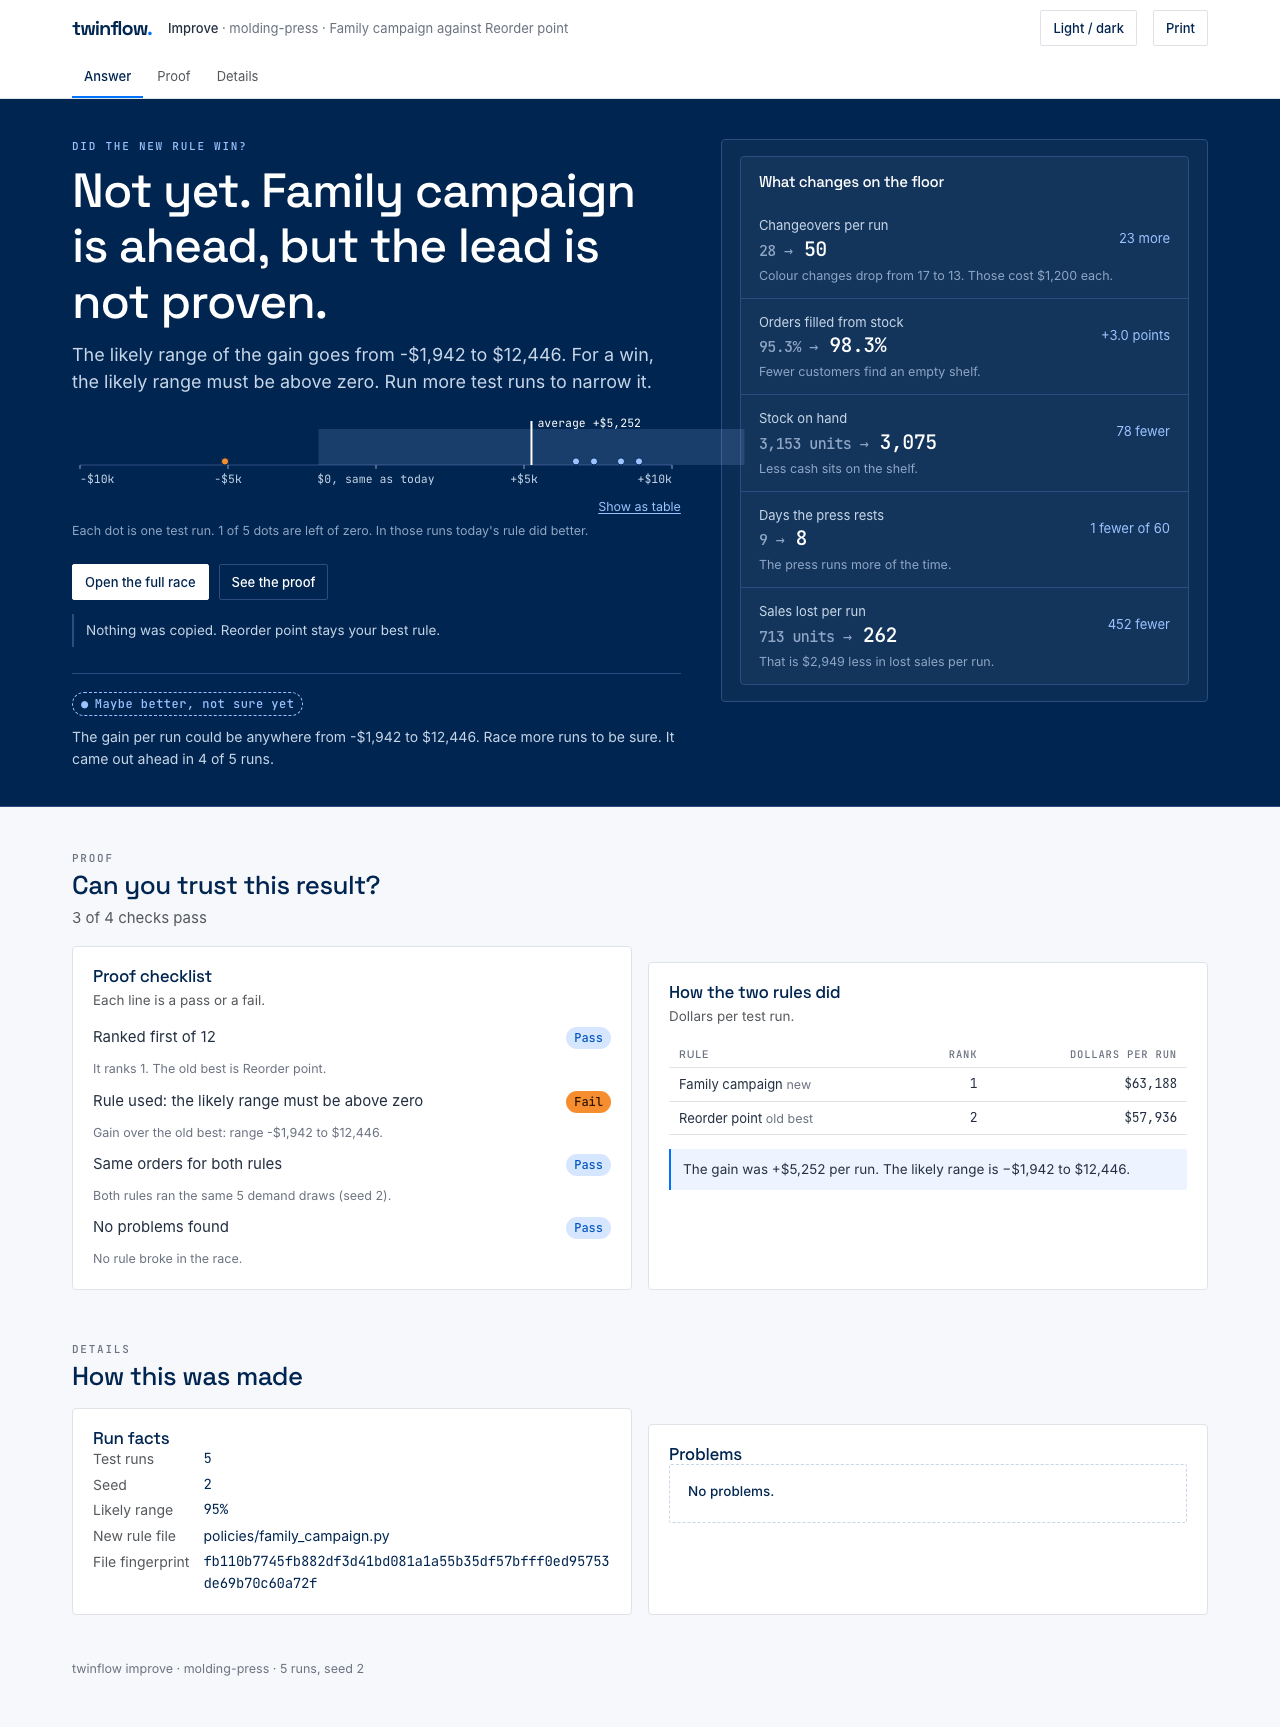 twinflow.
Improve · molding-press · Family campaign against Reorder point
Light / dark
Print
Answer
Proof
Details
DID THE NEW RULE WIN?
Not yet. Family campaign
is ahead, but the lead is
not proven.
The likely range of the gain goes from -$1,942 to $12,446. For a win,
the likely range must be above zero. Run more test runs to narrow it.
average +$5,252
-$10k
-$5k
$0, same as today
+$5k
+$10k
Show as table
Each dot is one test run. 1 of 5 dots are left of zero. In those runs today's rule did better.
Open the full race
See the proof
Nothing was copied. Reorder point stays your best rule.
Maybe better, not sure yet
The gain per run could be anywhere from -$1,942 to $12,446. Race more runs to be sure. It
came out ahead in 4 of 5 runs.
What changes on the floor
Changeovers per run
28 → 50
23 more
Colour changes drop from 17 to 13. Those cost $1,200 each.
Orders filled from stock
95.3% → 98.3%
+3.0 points
Fewer customers find an empty shelf.
Stock on hand
3,153 units → 3,075
78 fewer
Less cash sits on the shelf.
Days the press rests
9 → 8
1 fewer of 60
The press runs more of the time.
Sales lost per run
713 units → 262
452 fewer
That is $2,949 less in lost sales per run.
PROOF
Can you trust this result?
3 of 4 checks pass
Proof checklist
Each line is a pass or a fail.
Ranked first of 12
Pass
It ranks 1. The old best is Reorder point.
Rule used: the likely range must be above zero
Fail
Gain over the old best: range -$1,942 to $12,446.
Same orders for both rules
Pass
Both rules ran the same 5 demand draws (seed 2).
No problems found
Pass
No rule broke in the race.
How the two rules did
Dollars per test run.
RULE RANK DOLLARS PER RUN
Family campaign new 1 $63,188
Reorder point old best 2 $57,936
The gain was +$5,252 per run. The likely range is −$1,942 to $12,446.
DETAILS
How this was made
Run facts
Test runs 5
Seed 2
Likely range 95%
New rule file policies/family_campaign.py
File fingerprint fb110b7745fb882df3d41bd081a1a55b35df57bfff0ed95753
de69b70c60a72f
Problems
No problems.
twinflow improve · molding-press · 5 runs, seed 2